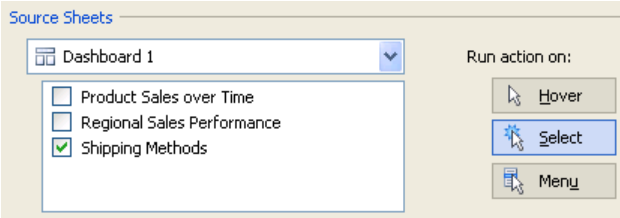 Source Sheets
Dashboard 1
Product Sales over Time
Regional Sales Performance
Shipping Methods
Run action on:
Hover
Select
Menu